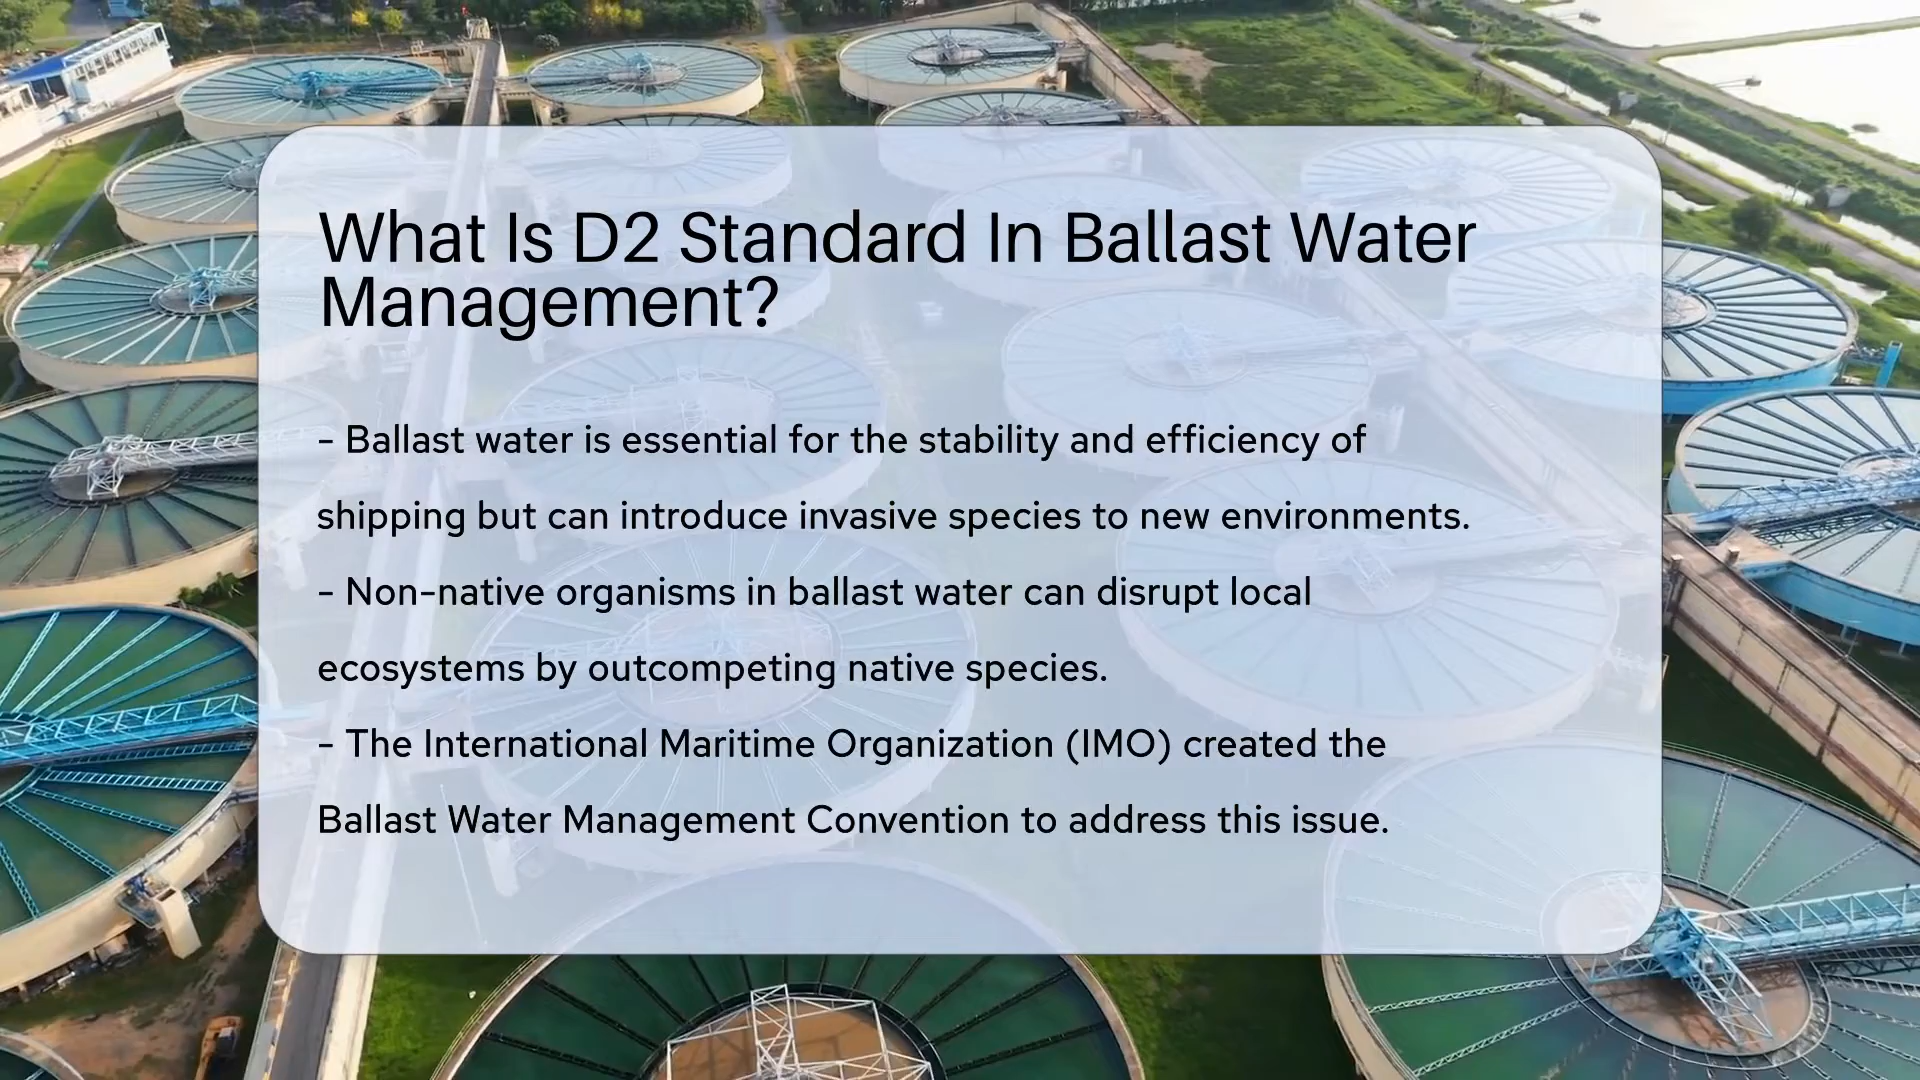 What Is D2 Standard In Ballast Water
Management?
- Ballast water is essential for the stability and efficiency of
shipping but can introduce invasive species to new environments.
- Non-native organisms in ballast water can disrupt local
ecosystems by outcompeting native species.
- The International Maritime Organization (IMO) created the
Ballast Water Management Convention to address this issue.